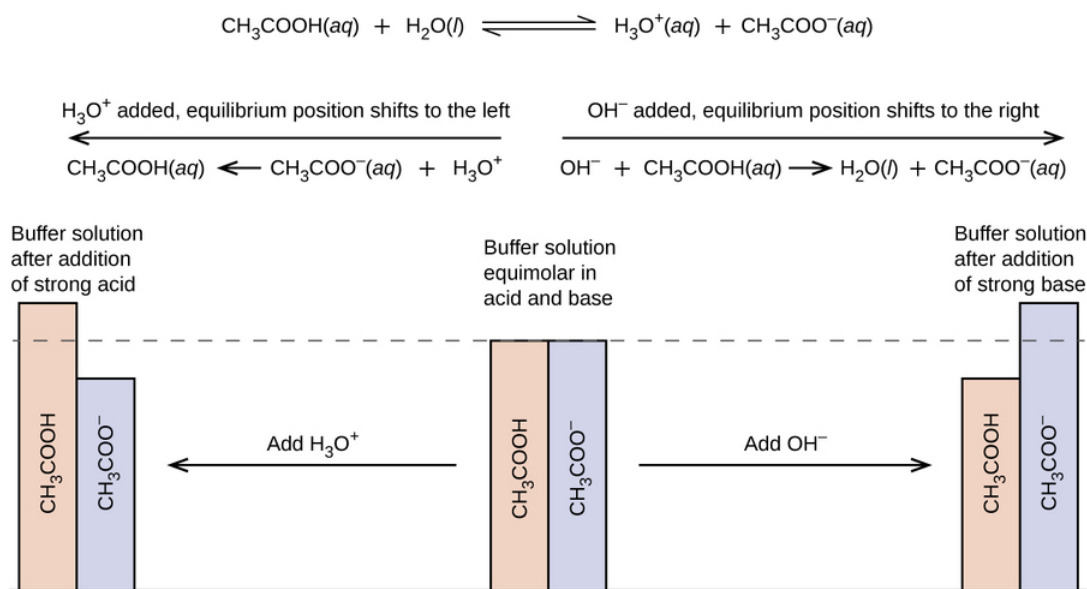 CH₃COOH(aq) + H₂O(l) ⇌ H₃O⁺(aq) + CH₃COO⁻(aq)
H₃O⁺ added, equilibrium position shifts to the left
OH⁻ added, equilibrium position shifts to the right
CH₃COOH(aq) ← CH₃COO⁻(aq) + H₃O⁺
OH⁻ + CH₃COOH(aq) → H₂O(l) + CH₃COO⁻(aq)
Buffer solution
after addition
of strong acid
Buffer solution
equimolar in
acid and base
Buffer solution
after addition
of strong base
CH₃COOH
CH₃COO⁻
Add H₃O⁺
CH₃COOH
CH₃COO⁻
Add OH⁻
CH₃COOH
CH₃COO⁻